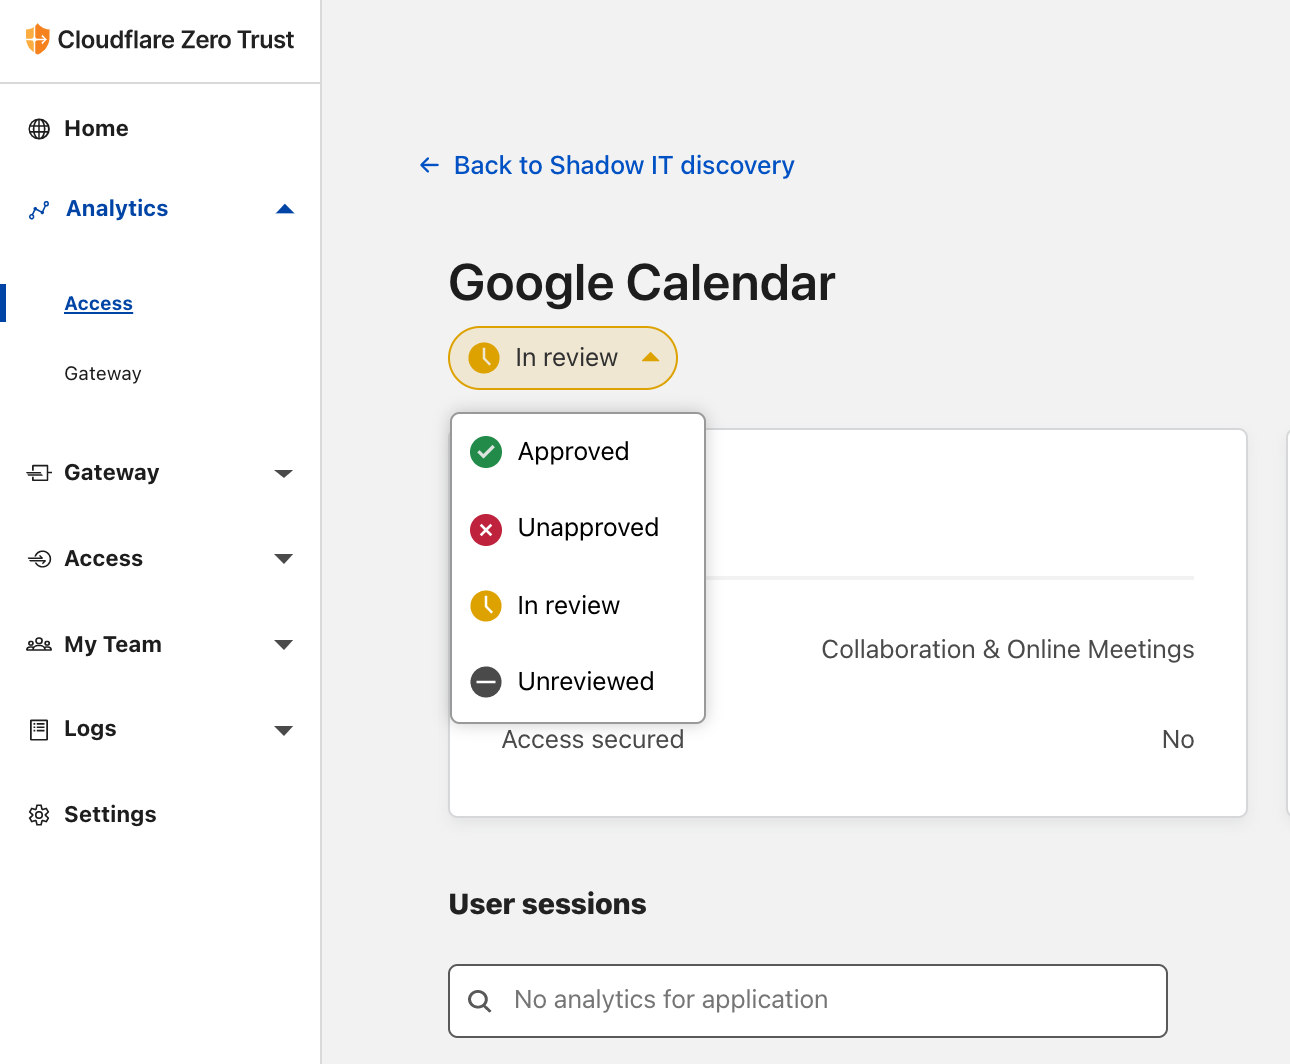 Cloudflare Zero Trust
Home
Analytics
Access
Gateway
Gateway
Access
My Team
Logs
Settings
Back to Shadow IT discovery
Google Calendar
In review
Approved
Unapproved
In review
Unreviewed
Collaboration & Online Meetings
Access secured No
User sessions
No analytics for application